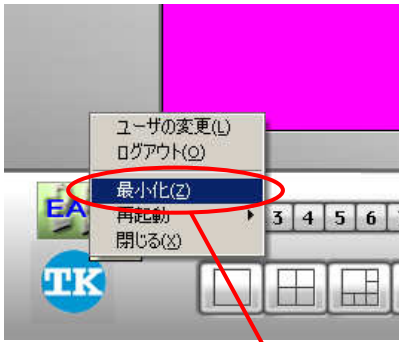 ユーザの変更(L)
ログアウト(O)
最小化(Z)
再起動
閉じる(X)
EA
3 4 5 6
TK